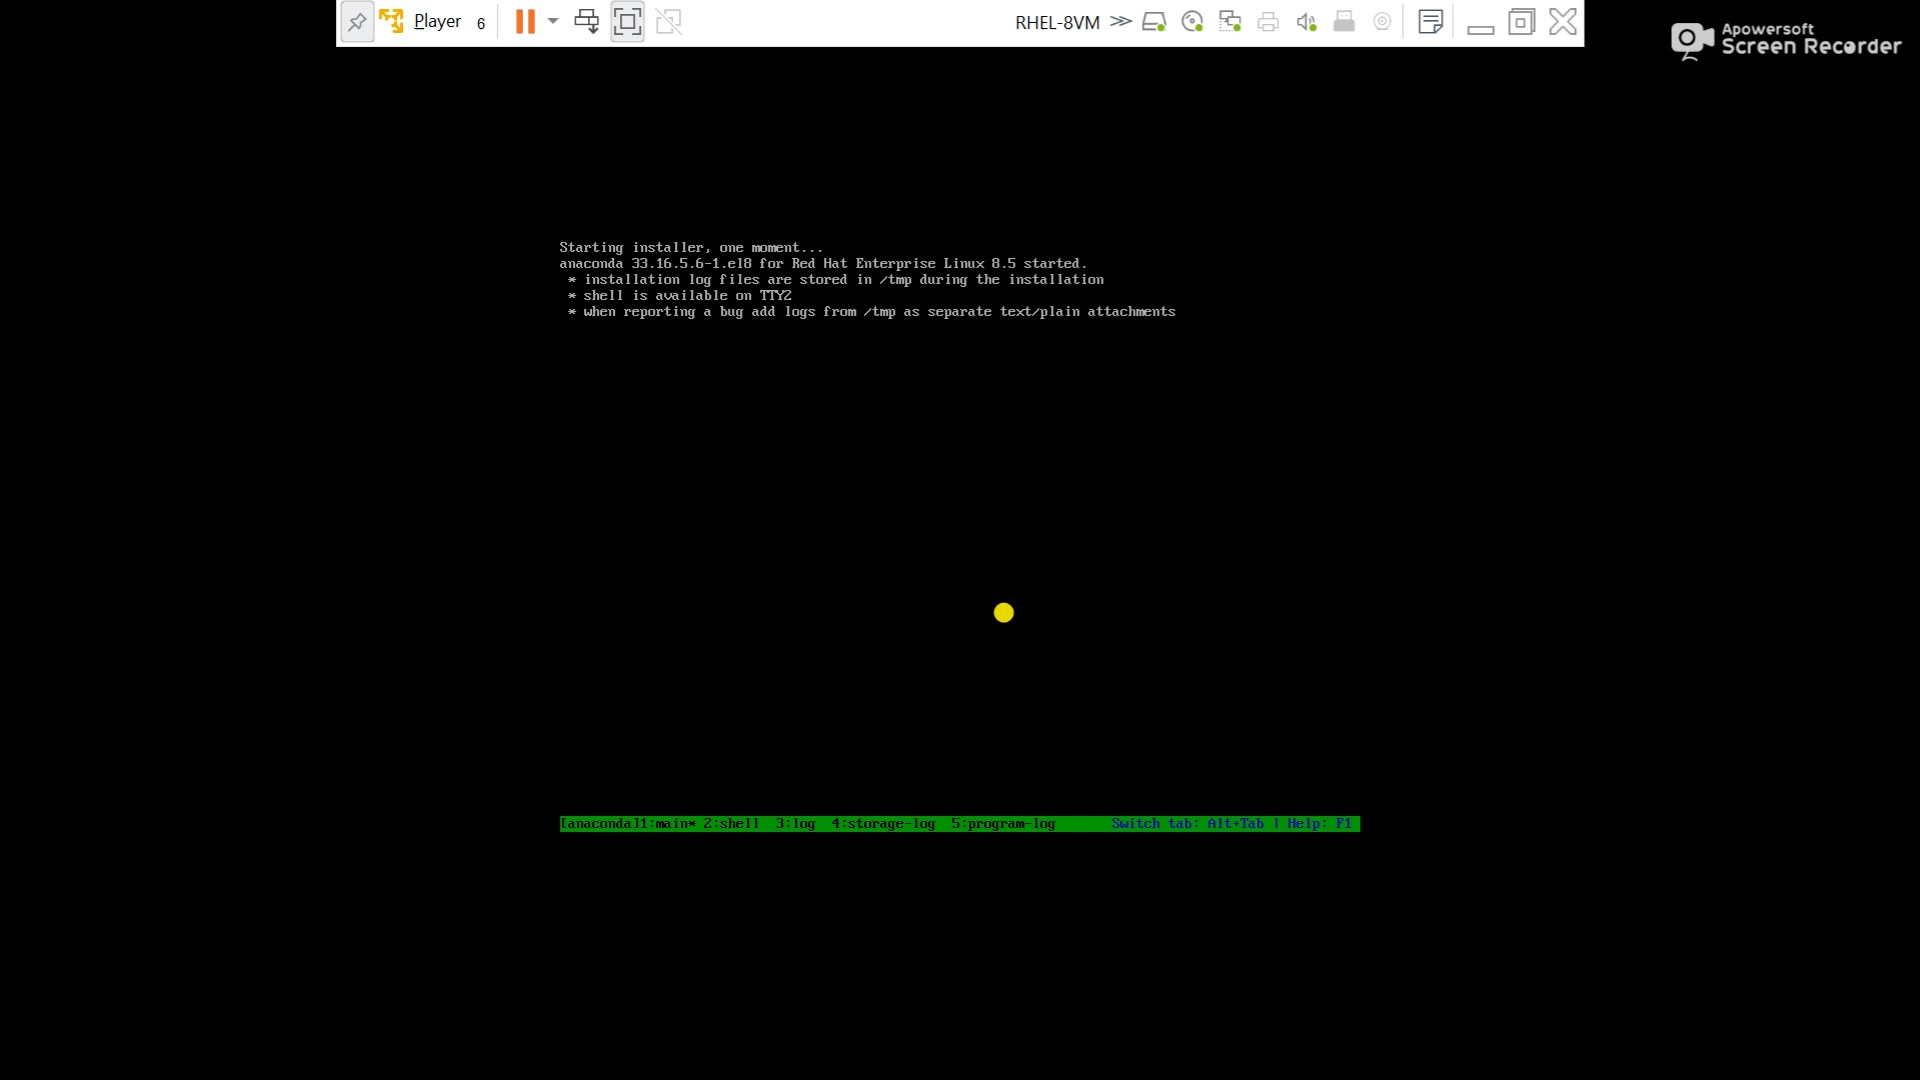 Player 6
RHEL-8VM
Apowersoft
Screen Recorder
Starting installer, one moment...
anaconda 33.16.5.6-1.el8 for Red Hat Enterprise Linux 8.5 started.
* installation log files are stored in /tmp during the installation
* shell is available on TTY2
* when reporting a bug add logs from /tmp as separate text/plain attachments
[anaconda]1:main* 2:shell 3:log 4:storage-log 5:program-log Switch tab: Alt+Tab | Help: F1